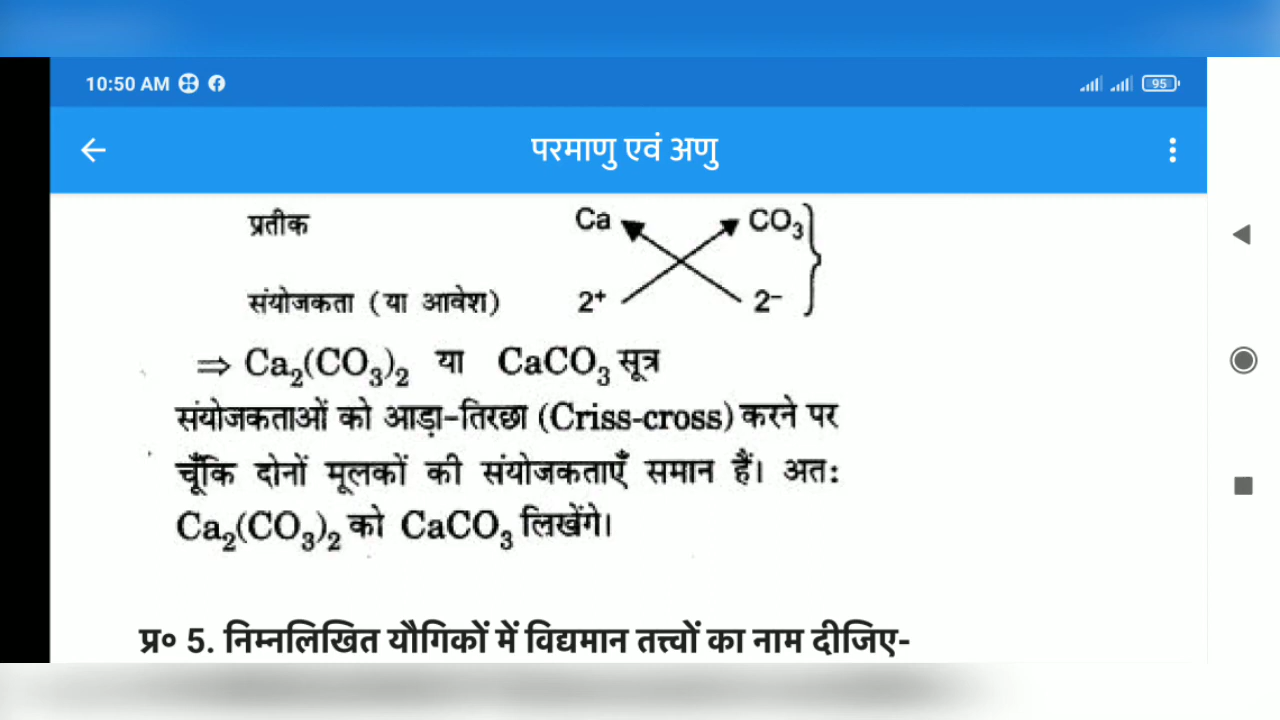 10:50 AM
95
परमाणु एवं अणु
प्रतीक Ca CO₃
संयोजकता (या आवेश) 2⁺ 2⁻
⇒ Ca₂(CO₃)₂ या CaCO₃ सूत्र
संयोजकताओं को आड़ा-तिरछा (Criss-cross) करने पर
चूँकि दोनों मूलकों की संयोजकताएँ समान हैं। अतः
Ca₂(CO₃)₂ को CaCO₃ लिखेंगे।
प्र० 5. निम्नलिखित यौगिकों में विद्यमान तत्त्वों का नाम दीजिए-